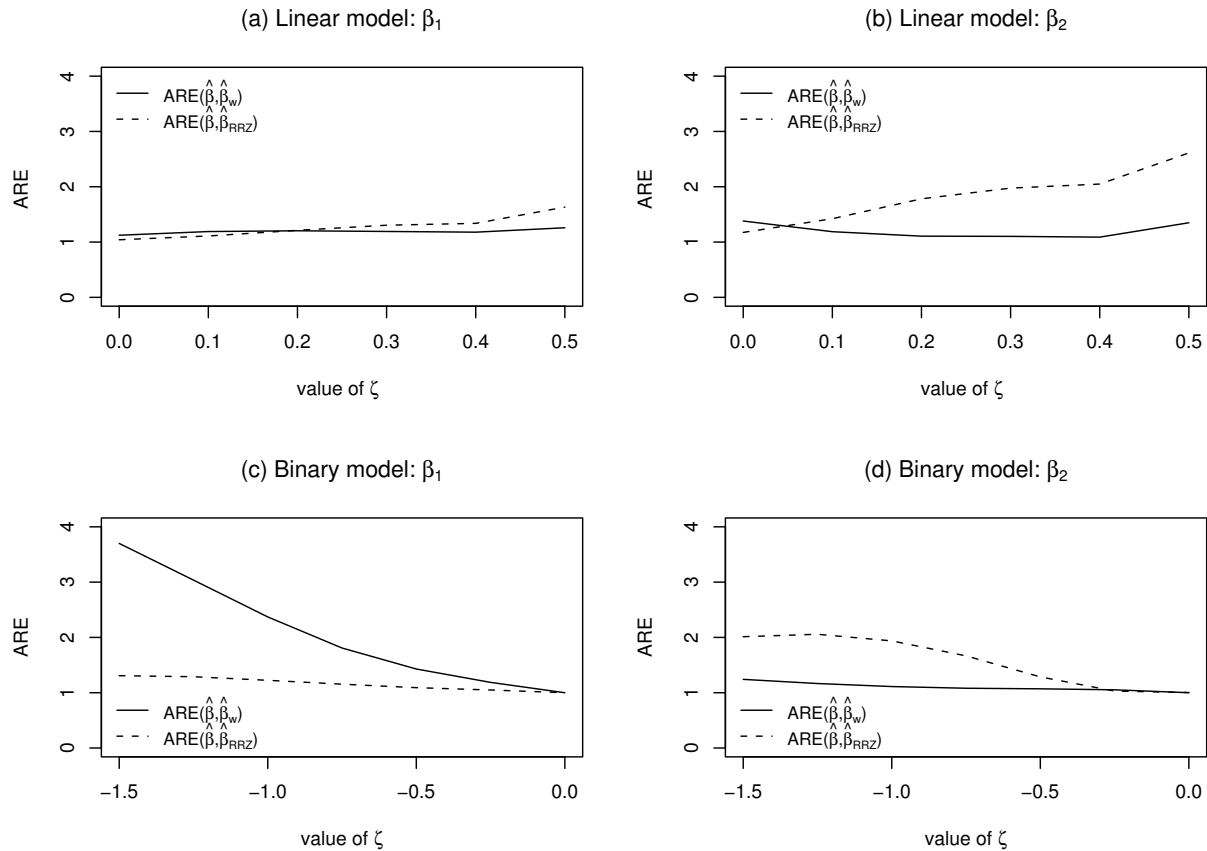 (a) Linear model: β₁
ARE(β̂,β̂w)
ARE(β̂,β̂RRZ)
ARE
0 1 2 3 4
0.0 0.1 0.2 0.3 0.4 0.5
value of ζ
(b) Linear model: β₂
ARE(β̂,β̂w)
ARE(β̂,β̂RRZ)
ARE
0 1 2 3 4
0.0 0.1 0.2 0.3 0.4 0.5
value of ζ
(c) Binary model: β₁
ARE(β̂,β̂w)
ARE(β̂,β̂RRZ)
ARE
0 1 2 3 4
−1.5 −1.0 −0.5 0.0
value of ζ
(d) Binary model: β₂
ARE(β̂,β̂w)
ARE(β̂,β̂RRZ)
ARE
0 1 2 3 4
−1.5 −1.0 −0.5 0.0
value of ζ